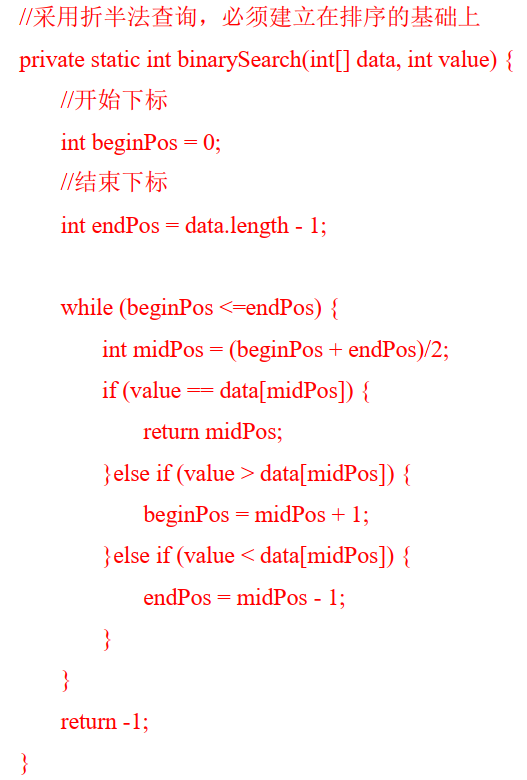 //采用折半法查询，必须建立在排序的基础上
private static int binarySearch(int[] data, int value) {
//开始下标
int beginPos = 0;
//结束下标
int endPos = data.length - 1;
while (beginPos <=endPos) {
int midPos = (beginPos + endPos)/2;
if (value == data[midPos]) {
return midPos;
}else if (value > data[midPos]) {
beginPos = midPos + 1;
}else if (value < data[midPos]) {
endPos = midPos - 1;
}
}
return -1;
}